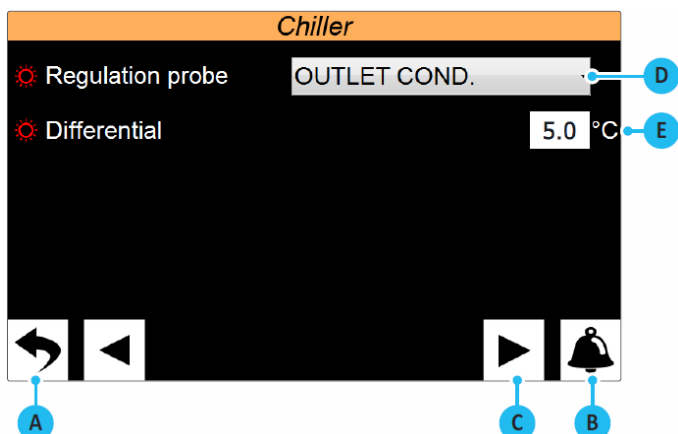 Chiller
Regulation probe OUTLET COND. D
Differential 5.0 °C E
A C B